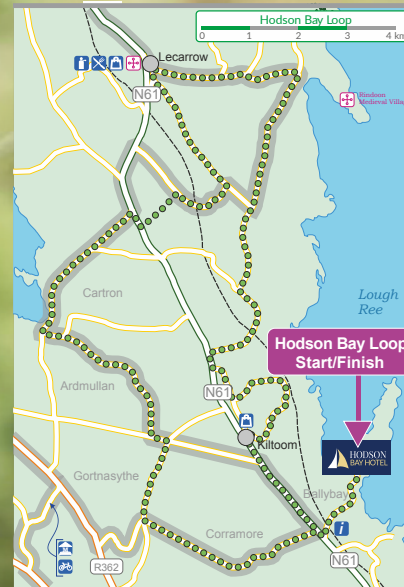 Hodson Bay Loop
0 1 2 3 4 km
Lecarrow
N61
Rindoon
Medieval Villa
Cartron
Lough
Ree
Hodson Bay Loop
Start/Finish
Ardmullan
N61
Kiltoom
HODSON
BAY HOTEL
Gortnasythe
Ballybay
Corramore
i
R362
N61